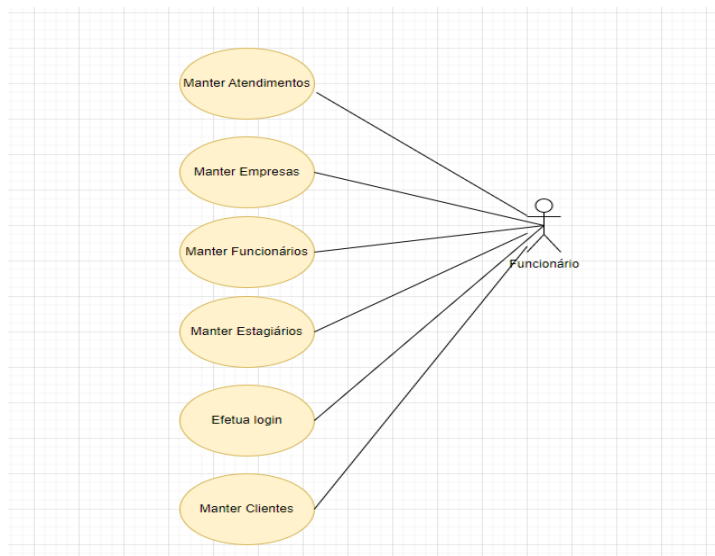 Manter Atendimentos
Manter Empresas
Manter Funcionários
Funcionário
Manter Estagiários
Efetua login
Manter Clientes